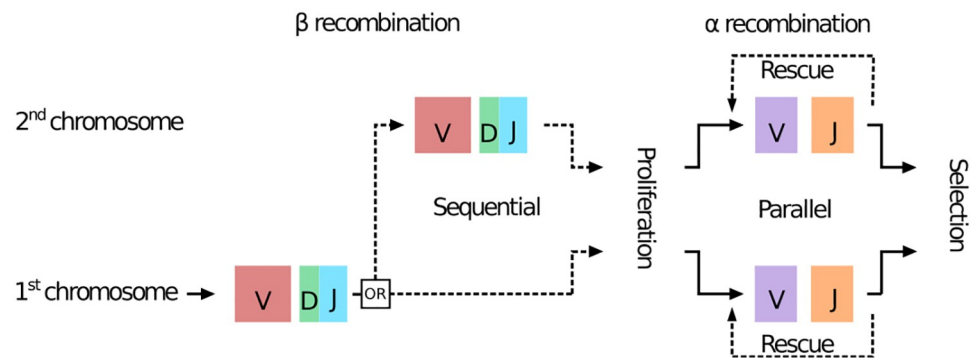 β recombination
α recombination
Rescue
2nd chromosome
V
D
J
V
J
Sequential
Proliferation
Parallel
Selection
1st chromosome
V
D
J
OR
V
J
Rescue